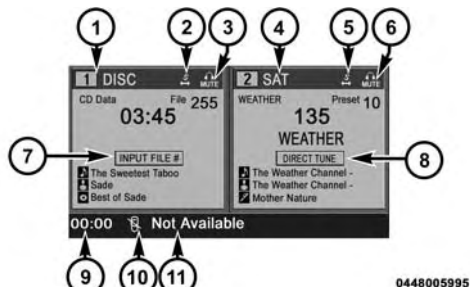 1 2 3 4 5 6
1 DISC S MUTE 2 SAT S MUTE
CD Data File 255
03:45
INPUT FILE #
The Sweetest Taboo
Sade
Best of Sade
WEATHER Preset 10
135
WEATHER
DIRECT TUNE
The Weather Channel -
The Weather Channel -
Mother Nature
7 8
00:00 Not Available
9 10 11
0448005995